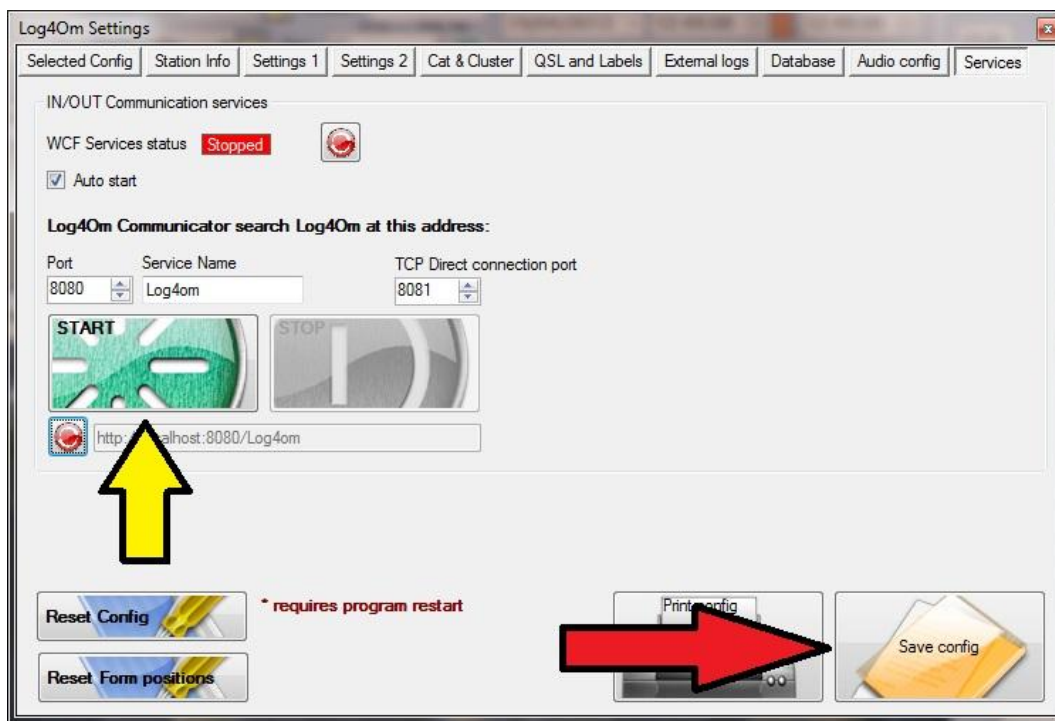 Log4Om Settings
Selected Config Station Info Settings 1 Settings 2 Cat & Cluster QSL and Labels External logs Database Audio config Services
IN/OUT Communication services
WCF Services status Stopped
Auto start
Log4Om Communicator search Log4Om at this address:
Port Service Name TCP Direct connection port
8080 Log4om 8081
START STOP
http: alhost:8080/Log4om
Reset Config * requires program restart Print config
Save config
Reset Form positions